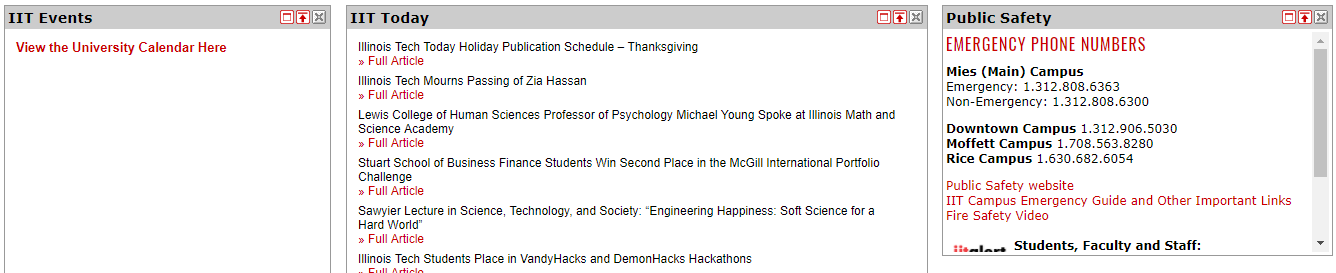 IIT Events
View the University Calendar Here
IIT Today
Illinois Tech Today Holiday Publication Schedule – Thanksgiving
» Full Article
Illinois Tech Mourns Passing of Zia Hassan
» Full Article
Lewis College of Human Sciences Professor of Psychology Michael Young Spoke at Illinois Math and
Science Academy
» Full Article
Stuart School of Business Finance Students Win Second Place in the McGill International Portfolio
Challenge
» Full Article
Sawyier Lecture in Science, Technology, and Society: “Engineering Happiness: Soft Science for a
Hard World”
» Full Article
Illinois Tech Students Place in VandyHacks and DemonHacks Hackathons
» Full Article
Public Safety
EMERGENCY PHONE NUMBERS
Mies (Main) Campus
Emergency: 1.312.808.6363
Non-Emergency: 1.312.808.6300
Downtown Campus 1.312.906.5030
Moffett Campus 1.708.563.8280
Rice Campus 1.630.682.6054
Public Safety website
IIT Campus Emergency Guide and Other Important Links
Fire Safety Video
iitalert Students, Faculty and Staff: